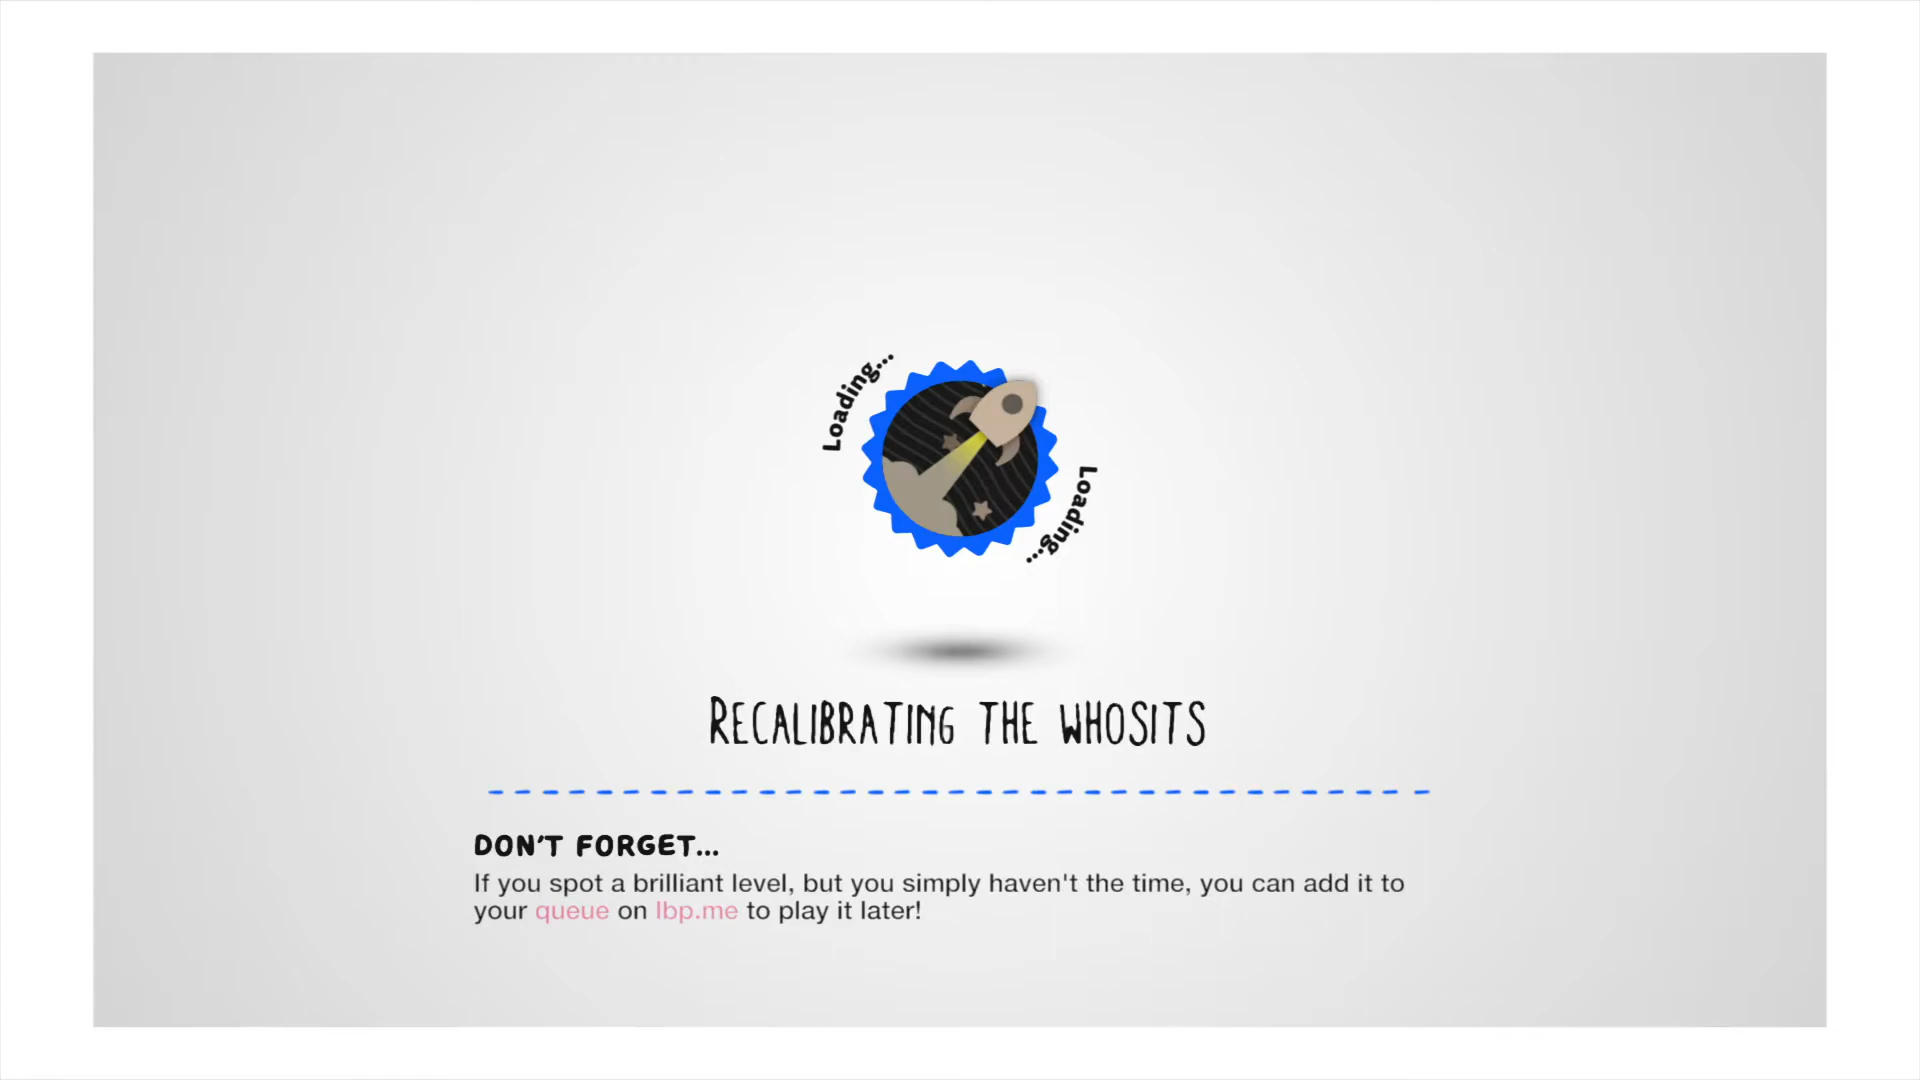 Loading...
Loading...
RECALIBRATING THE WHOSITS
DON'T FORGET...
If you spot a brilliant level, but you simply haven't the time, you can add it to
your queue on lbp.me to play it later!